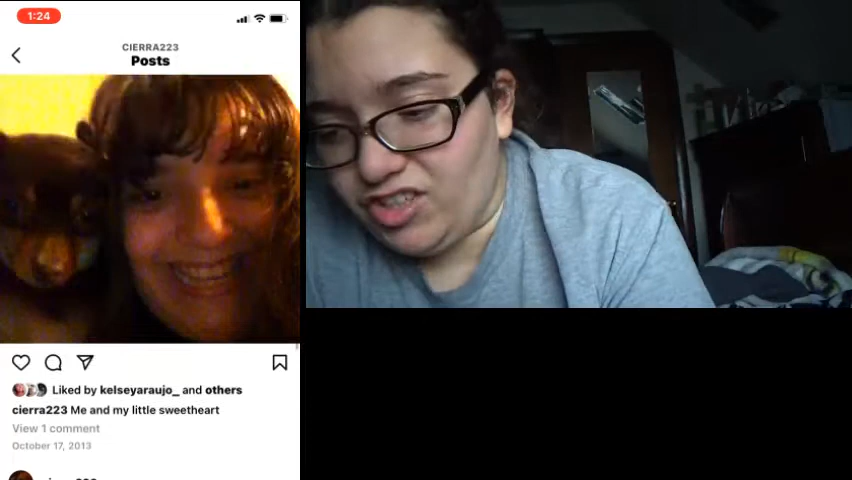 1:24
CIERRA223
Posts
Liked by kelseyaraujo_ and others
cierra223 Me and my little sweetheart
View 1 comment
October 17, 2013